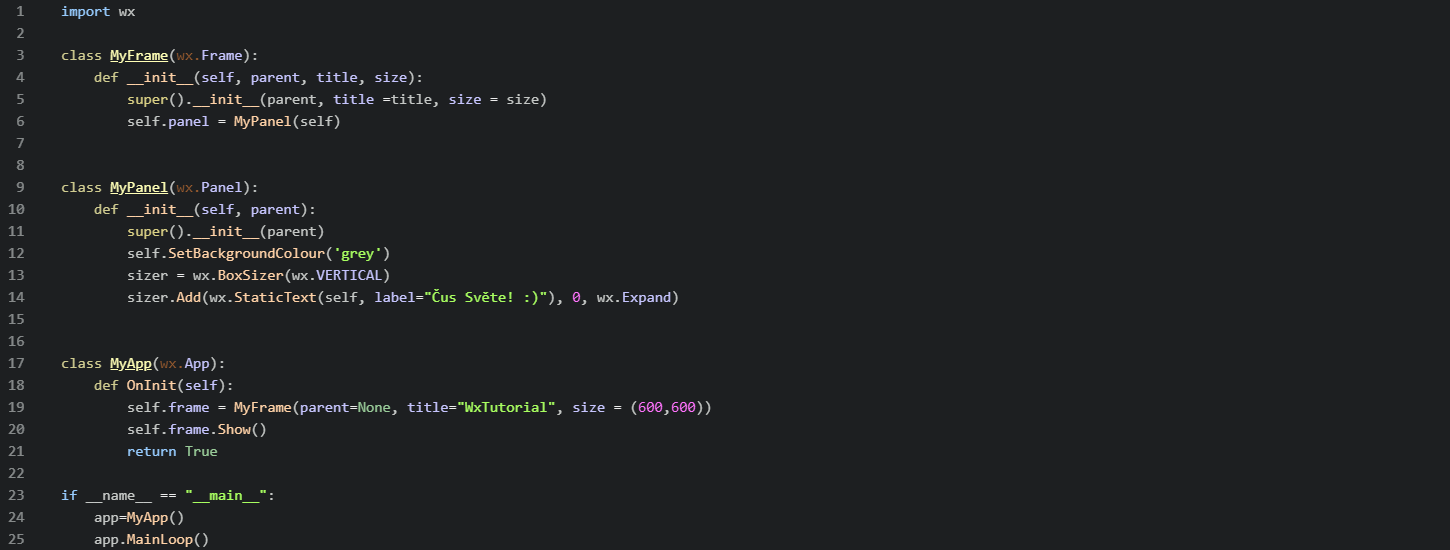 1 import wx
2
3 class MyFrame(wx.Frame):
4     def __init__(self, parent, title, size):
5         super().__init__(parent, title =title, size = size)
6         self.panel = MyPanel(self)
7
8
9 class MyPanel(wx.Panel):
10     def __init__(self, parent):
11         super().__init__(parent)
12         self.SetBackgroundColour('grey')
13         sizer = wx.BoxSizer(wx.VERTICAL)
14         sizer.Add(wx.StaticText(self, label="Čus Světe! :)"), 0, wx.Expand)
15
16
17 class MyApp(wx.App):
18     def OnInit(self):
19         self.frame = MyFrame(parent=None, title="WxTutorial", size = (600,600))
20         self.frame.Show()
21         return True
22
23 if __name__ == "__main__":
24     app=MyApp()
25     app.MainLoop()